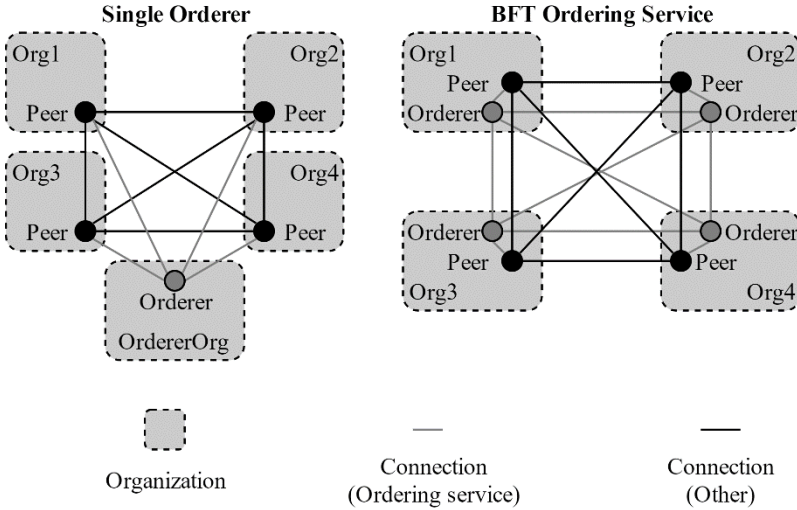 Single Orderer
Org1
Org2
Peer
Peer
Org3
Org4
Peer
Peer
Orderer
OrdererOrg
BFT Ordering Service
Org1
Org2
Peer
Peer
Orderer
Orderer
Orderer
Orderer
Peer
Peer
Org3
Org4
Organization
Connection
(Ordering service)
Connection
(Other)